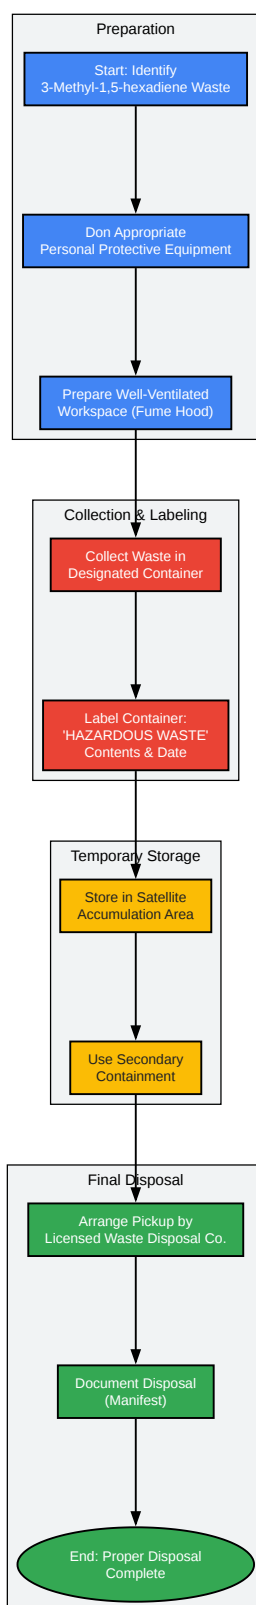 Preparation
Start: Identify
3-Methyl-1,5-hexadiene Waste
Don Appropriate
Personal Protective Equipment
Prepare Well-Ventilated
Workspace (Fume Hood)
Collection & Labeling
Collect Waste in
Designated Container
Label Container:
'HAZARDOUS WASTE'
Contents & Date
Temporary Storage
Store in Satellite
Accumulation Area
Use Secondary
Containment
Final Disposal
Arrange Pickup by
Licensed Waste Disposal Co.
Document Disposal
(Manifest)
End: Proper Disposal
Complete